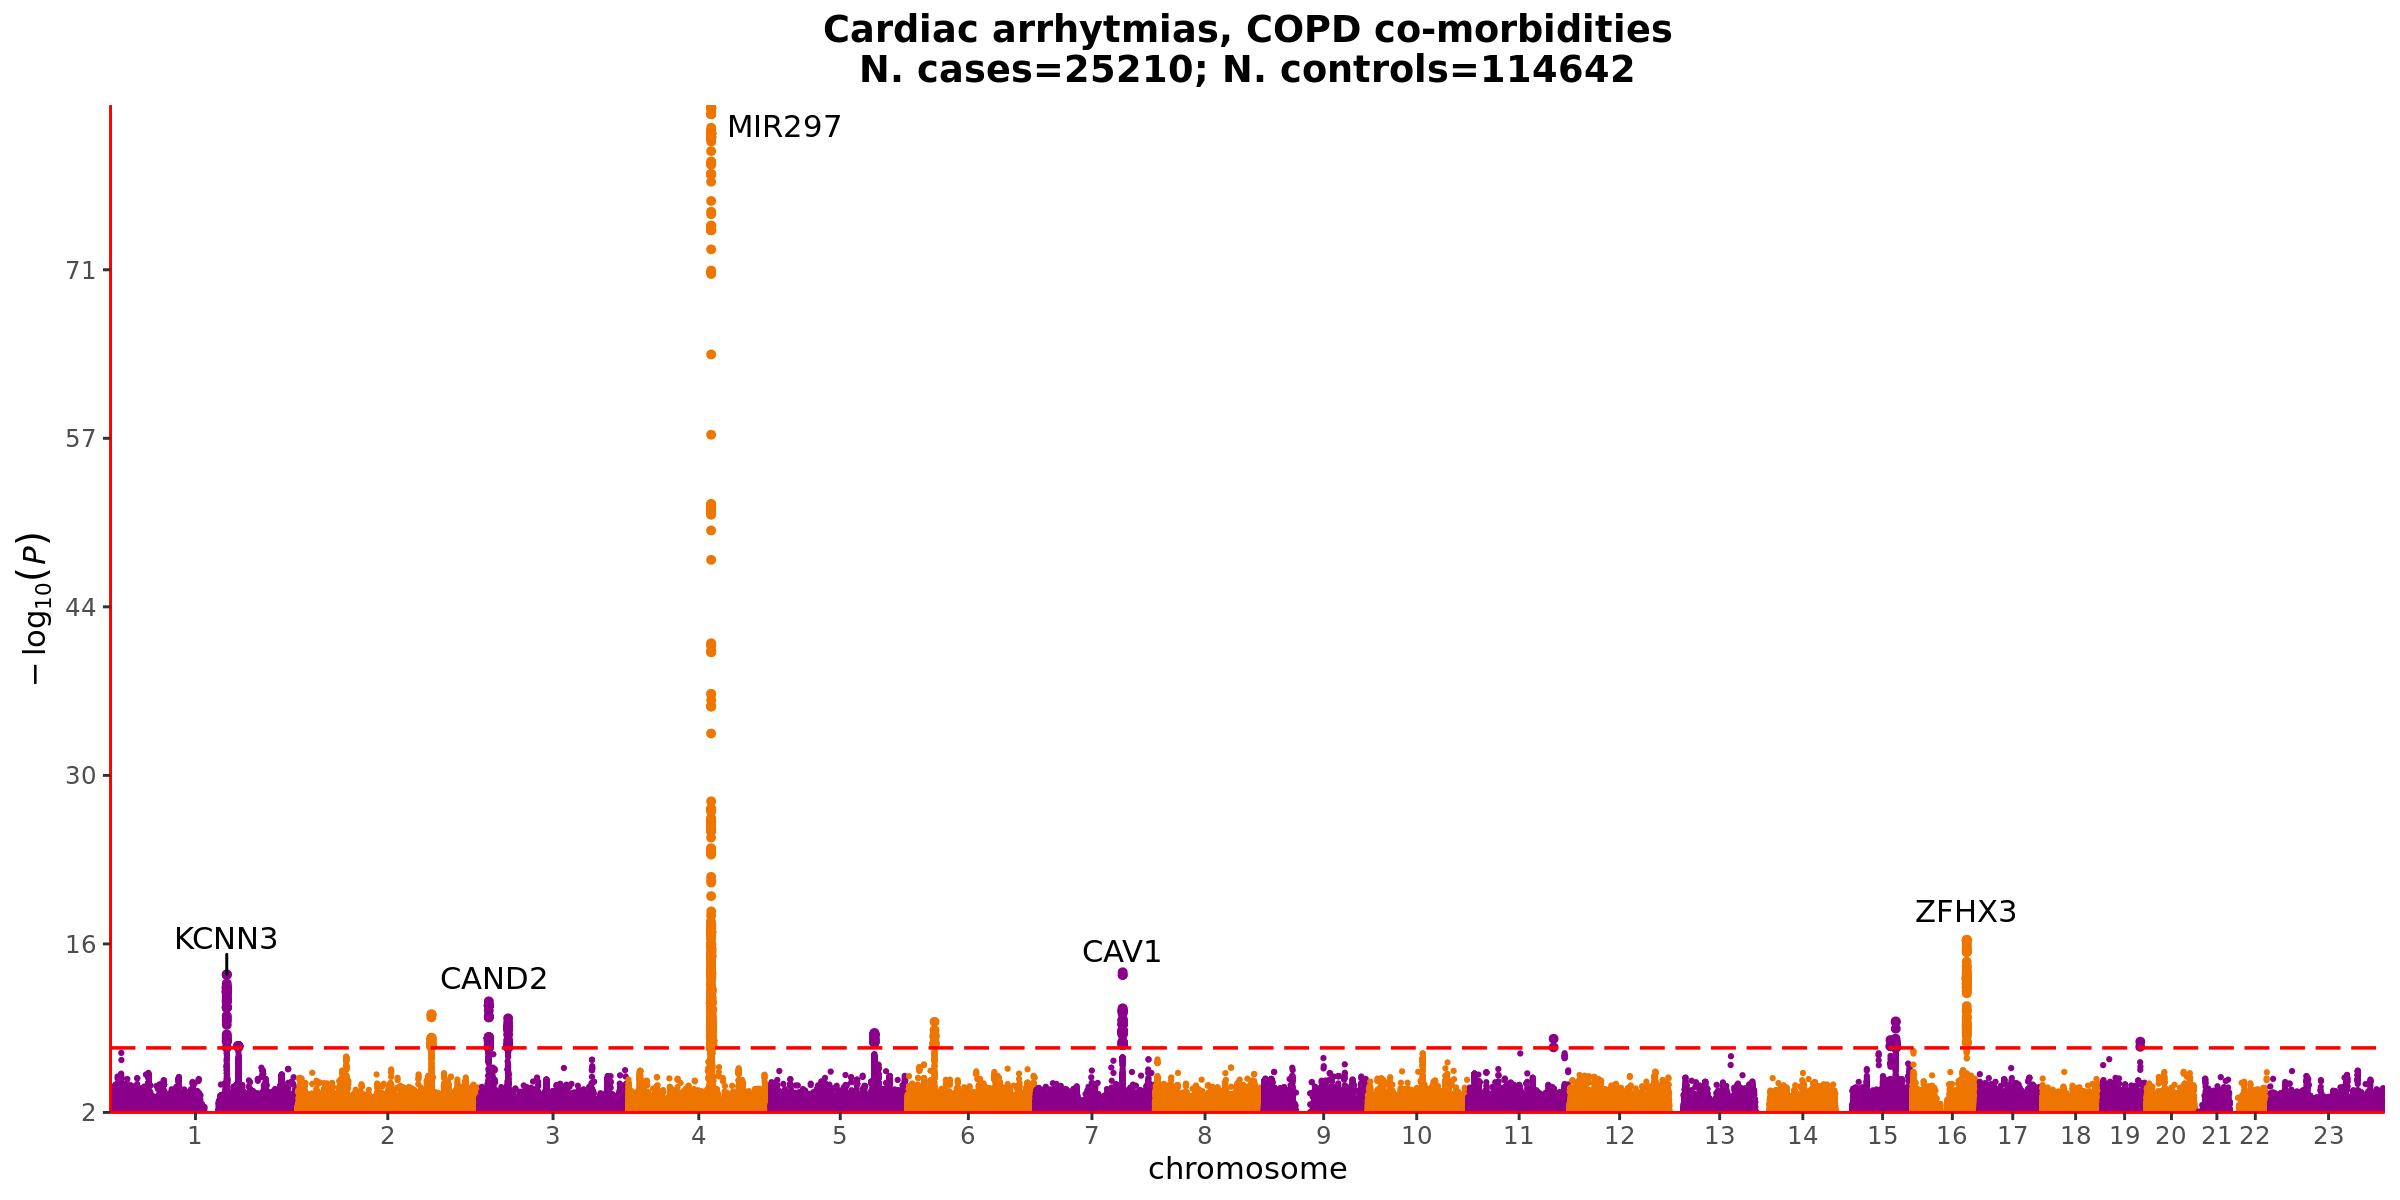 Cardiac arrhytmias, COPD co-morbidities
N. cases=25210; N. controls=114642
MIR297
71
57
−log10(P)
44
30
ZFHX3
KCNN3
16
CAV1
CAND2
2
1 2 3 4 5 6 7 8 9 10 11 12 13 14 15 16 17 18 19 20 21 22 23
chromosome